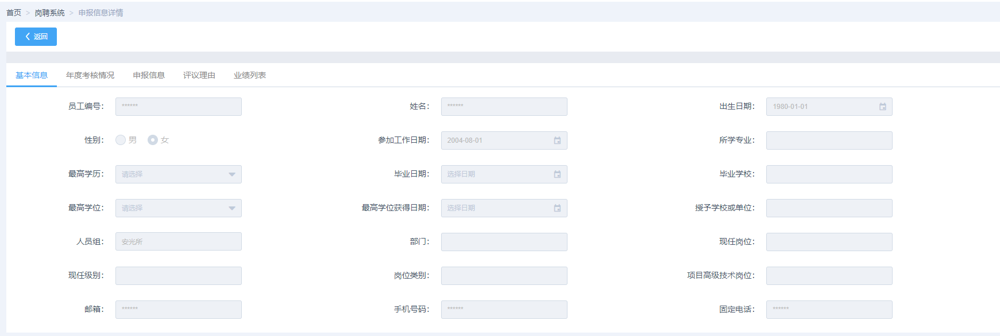 首页 > 岗聘系统 > 申报信息详情
返回
基本信息 年度考核情况 申报信息 评议理由 业绩列表
员工编号: ****** 姓名: ****** 出生日期: 1980-01-01
性别: 男 女 参加工作日期: 2004-08-01 所学专业:
最高学历: 请选择 毕业日期: 选择日期 毕业学校:
最高学位: 请选择 最高学位获得日期: 选择日期 授予学校或单位:
人员组: 安光所 部门: 现任岗位:
现任级别: 岗位类别: 项目高级技术岗位:
邮箱: ****** 手机号码: ****** 固定电话: ******